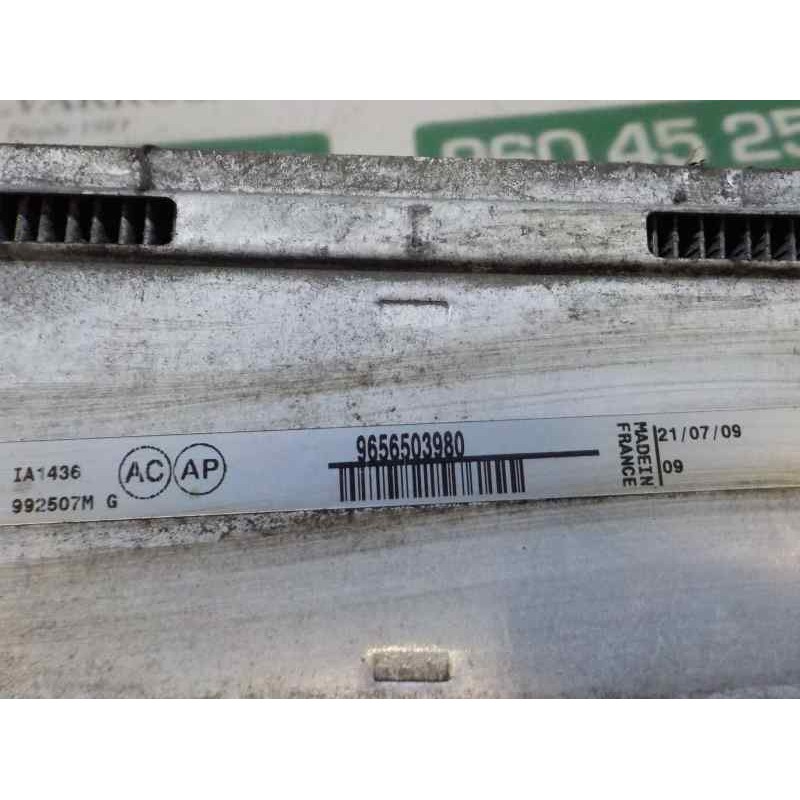 960 45 25
9656503980
IA1436
AC AP
992507M G
MADEIN
FRANCE
21/07/09
09